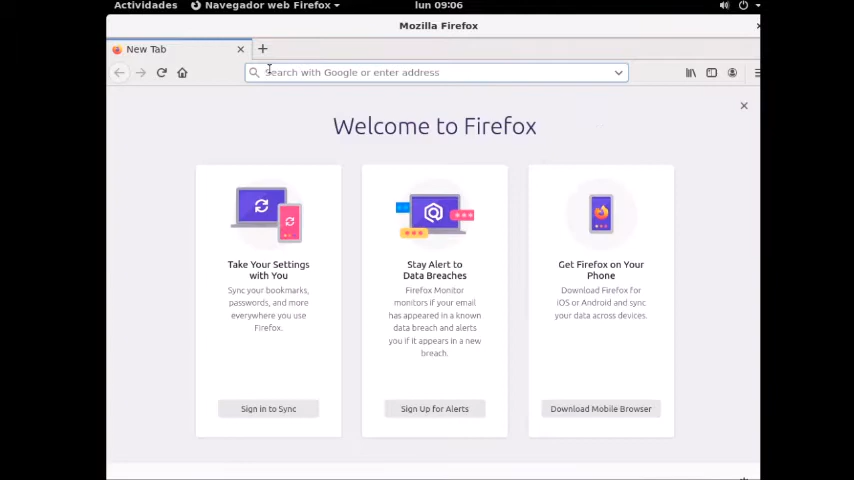 Actividades Navegador web Firefox lun 09:06
Mozilla Firefox
New Tab
Search with Google or enter address
Welcome to Firefox
Take Your Settings
with You
Sync your bookmarks,
passwords, and more
everywhere you use
Firefox.
Sign in to Sync
Stay Alert to
Data Breaches
Firefox Monitor
monitors if your email
has appeared in a known
data breach and alerts
you if it appears in a new
breach.
Sign Up for Alerts
Get Firefox on Your
Phone
Download Firefox for
iOS or Android and sync
your data across devices.
Download Mobile Browser